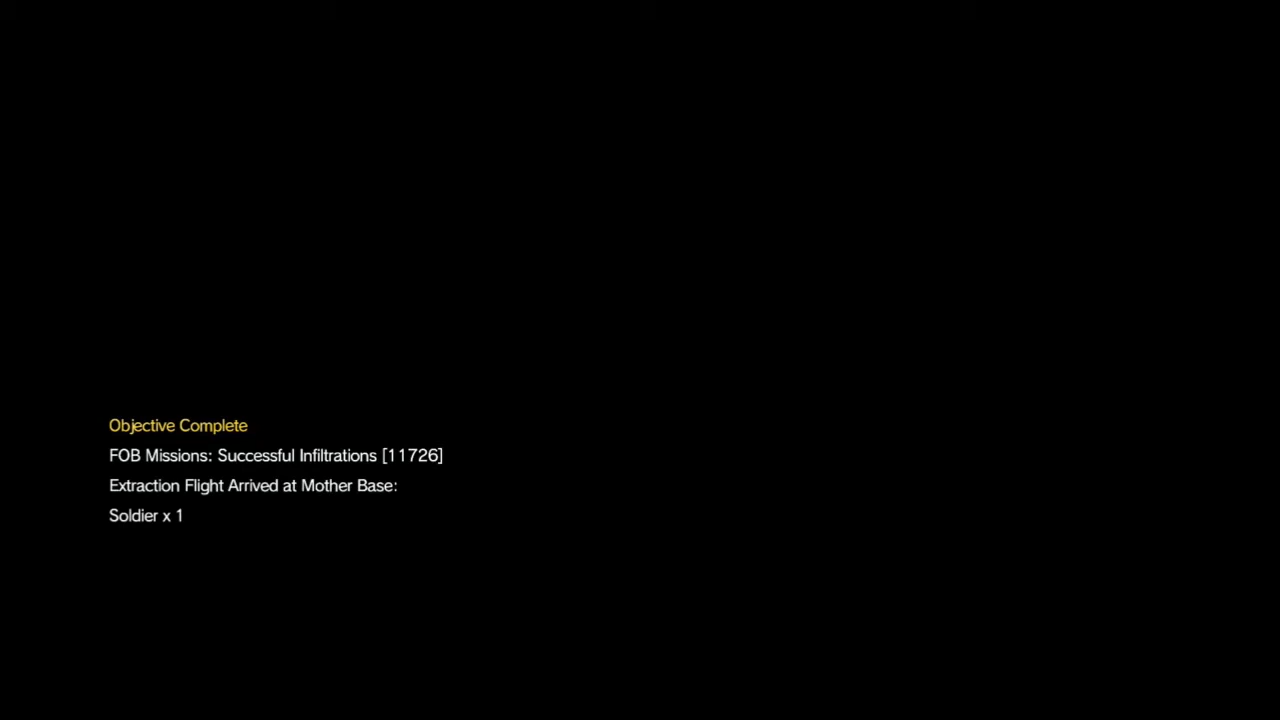 Objective Complete
FOB Missions: Successful Infiltrations [11726]
Extraction Flight Arrived at Mother Base:
Soldier x 1